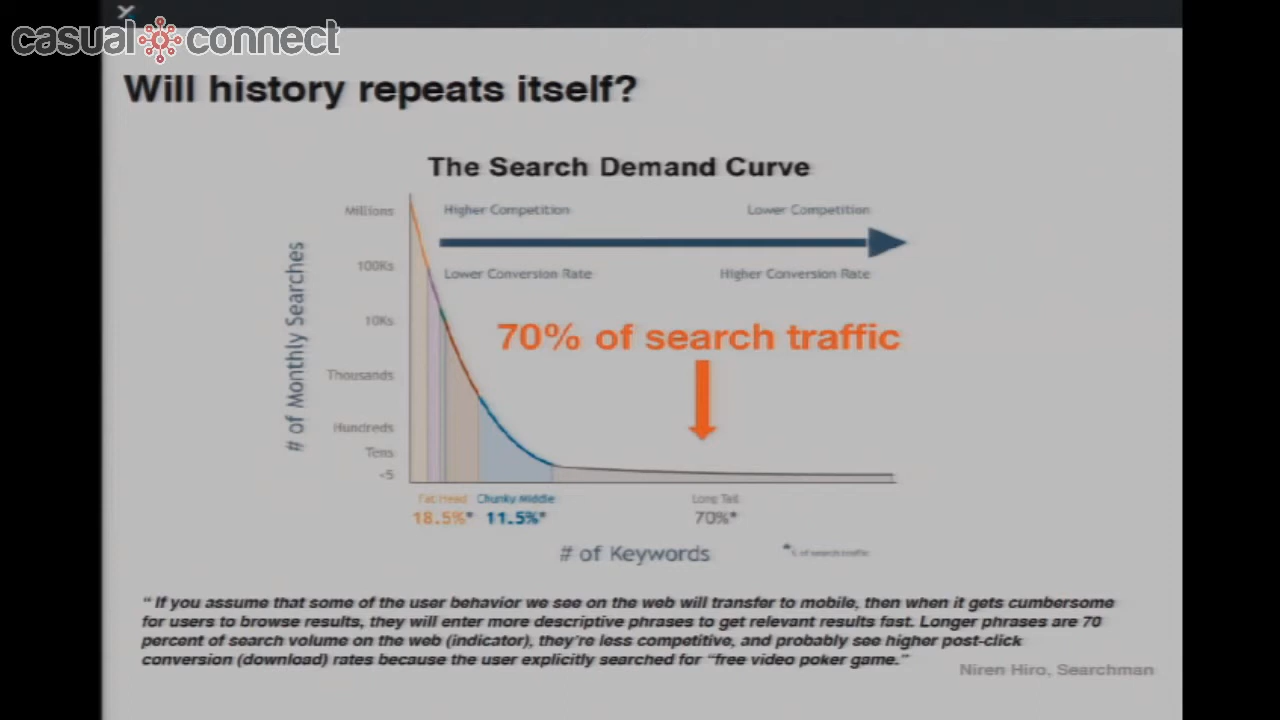 casual connect
Will history repeats itself?
The Search Demand Curve
Millions
Higher Competition
Lower Competition
100Ks
Lower Conversion Rate
Higher Conversion Rate
10Ks
70% of search traffic
# of Monthly Searches
Thousands
Hundreds
Tens
<5
Fat Head
Chunky Middle
Long Tail
18.5%*
11.5%*
70%*
# of Keywords
*% of search traffic
“ If you assume that some of the user behavior we see on the web will transfer to mobile, then when it gets cumbersome
for users to browse results, they will enter more descriptive phrases to get relevant results fast. Longer phrases are 70
percent of search volume on the web (indicator), they're less competitive, and probably see higher post-click
conversion (download) rates because the user explicitly searched for “free video poker game.”
Niren Hiro, Searchman